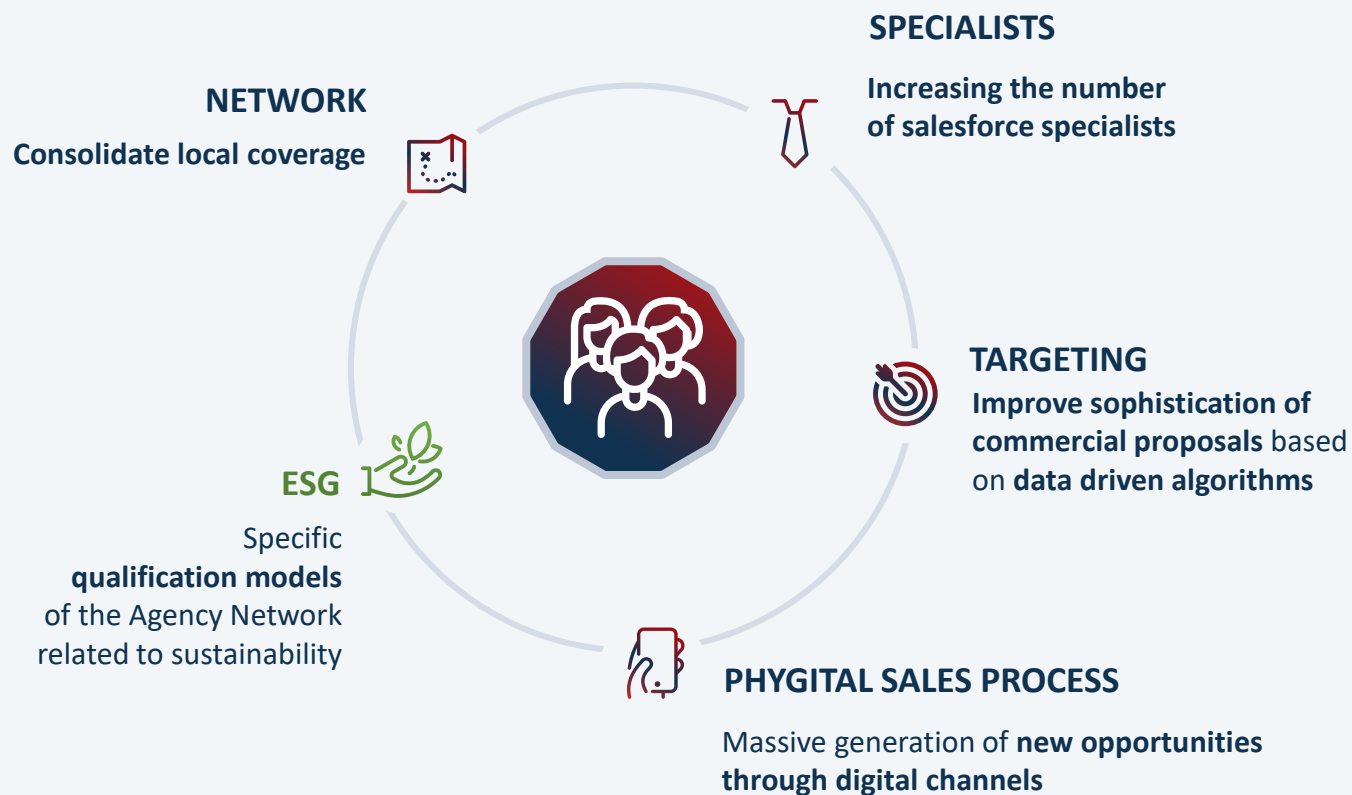 SPECIALISTS
Increasing the number
of salesforce specialists
NETWORK
Consolidate local coverage
TARGETING
Improve sophistication of
commercial proposals based
on data driven algorithms
ESG
Specific
qualification models
of the Agency Network
related to sustainability
PHYGITAL SALES PROCESS
Massive generation of new opportunities
through digital channels